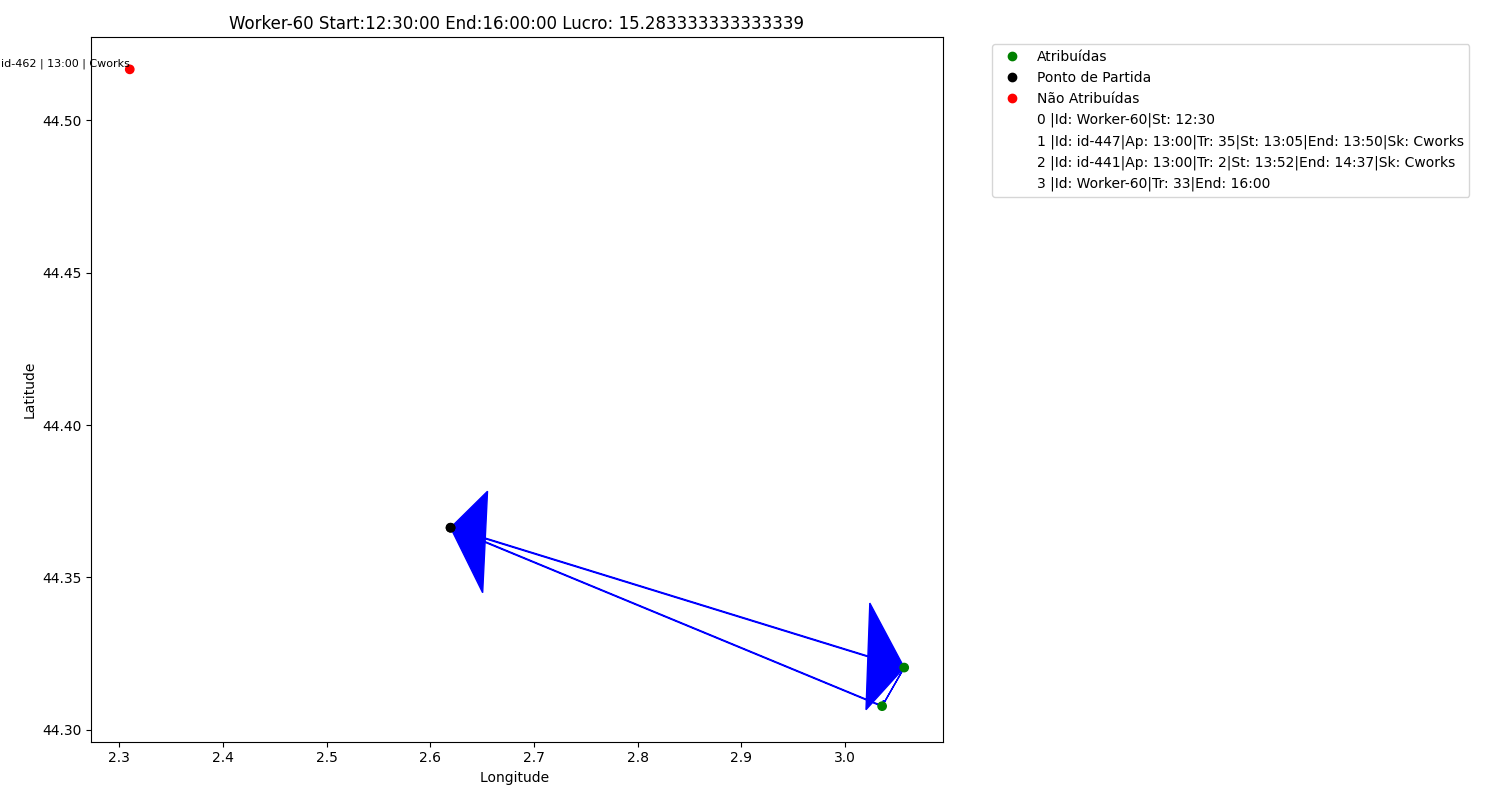 Worker-60 Start:12:30:00 End:16:00:00 Lucro: 15.283333333333339
id-462 | 13:00 | Cworks
44.50
44.45
44.40
44.35
44.30
Latitude
2.3 2.4 2.5 2.6 2.7 2.8 2.9 3.0
Longitude
Atribuídas
Ponto de Partida
Não Atribuídas
0 |Id: Worker-60|St: 12:30
1 |Id: id-447|Ap: 13:00|Tr: 35|St: 13:05|End: 13:50|Sk: Cworks
2 |Id: id-441|Ap: 13:00|Tr: 2|St: 13:52|End: 14:37|Sk: Cworks
3 |Id: Worker-60|Tr: 33|End: 16:00